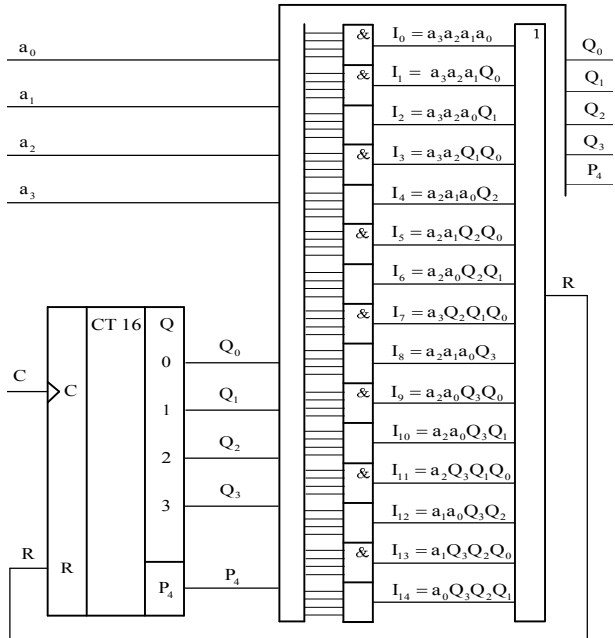 a₀
a₁
a₂
a₃
& I₀ = a₃a₂a₁a₀
& I₁ = a₃a₂a₁Q₀
I₂ = a₃a₂a₀Q₁
& I₃ = a₃a₂Q₁Q₀
I₄ = a₂a₁a₀Q₂
& I₅ = a₂a₁Q₂Q₀
I₆ = a₂a₀Q₂Q₁
& I₇ = a₃Q₂Q₁Q₀
I₈ = a₂a₁a₀Q₃
& I₉ = a₂a₀Q₃Q₀
I₁₀ = a₂a₀Q₃Q₁
& I₁₁ = a₂Q₃Q₁Q₀
I₁₂ = a₁a₀Q₃Q₂
& I₁₃ = a₁Q₃Q₂Q₀
I₁₄ = a₀Q₃Q₂Q₁
1
Q₀
Q₁
Q₂
Q₃
P₄
R
CT 16 Q
C C
0 Q₀
1 Q₁
2 Q₂
3 Q₃
R R
P₄ P₄